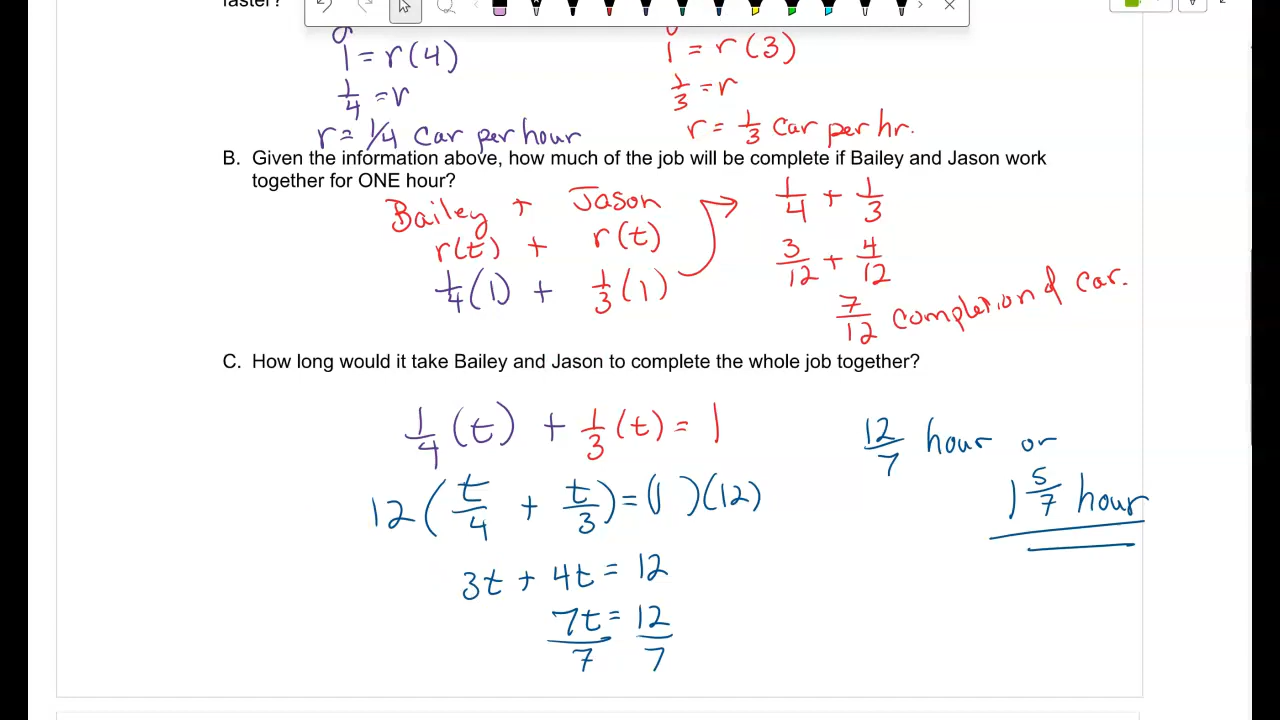 faster?
1 = r(4)
1 = r(3)
1/4 = r
1/3 = r
r = 1/4 car per hour
r = 1/3 car per hr.
B. Given the information above, how much of the job will be complete if Bailey and Jason work
together for ONE hour?
Bailey + Jason
r(t) + r(t)
1/4(1) + 1/3(1)
1/4 + 1/3
3/12 + 4/12
7/12 completion of car.
C. How long would it take Bailey and Jason to complete the whole job together?
1/4(t) + 1/3(t) = 1
12(t/4 + t/3) = (1)(12)
3t + 4t = 12
7t/7 = 12/7
12/7 hour or
1 5/7 hour